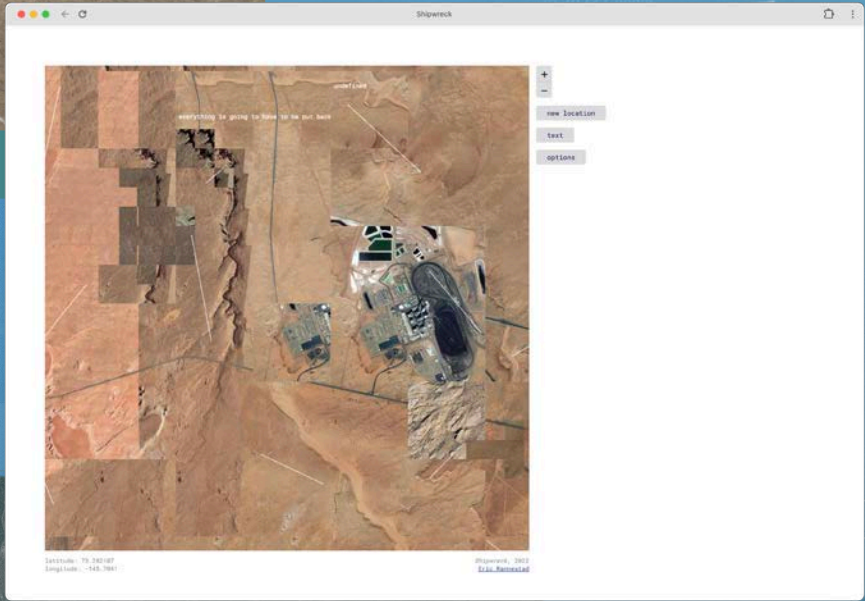 Shipwreck
undefined
everything is going to have to be put back
+
−
new location
text
options
latitude:
longitude:
Shipwreck, 2022
Eric Rannestad